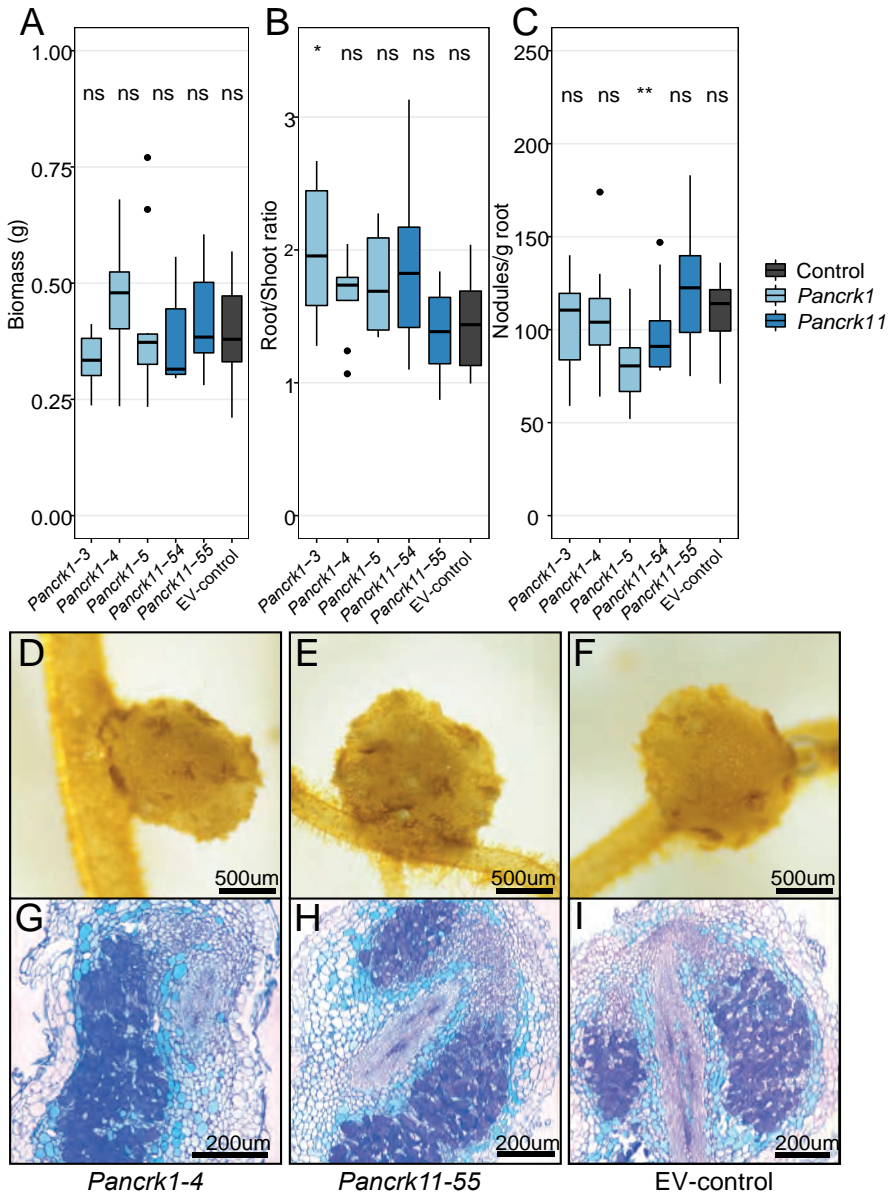 A
B
C
1.00
0.75
0.50
0.25
0.00
Biomass (g)
ns ns ns ns ns
Pancrk1-3
Pancrk1-4
Pancrk1-5
Pancrk11-54
Pancrk11-55
EV-control
3
2
1
0
Root/Shoot ratio
* ns ns ns ns
Pancrk1-3
Pancrk1-4
Pancrk1-5
Pancrk11-54
Pancrk11-55
EV-control
250
200
150
100
50
0
Nodules/g root
ns ns ** ns ns
Pancrk1-3
Pancrk1-4
Pancrk1-5
Pancrk11-54
Pancrk11-55
EV-control
Control
Pancrk1
Pancrk11
D
500um
E
500um
F
500um
G
200um
H
200um
I
200um
Pancrk1-4
Pancrk11-55
EV-control